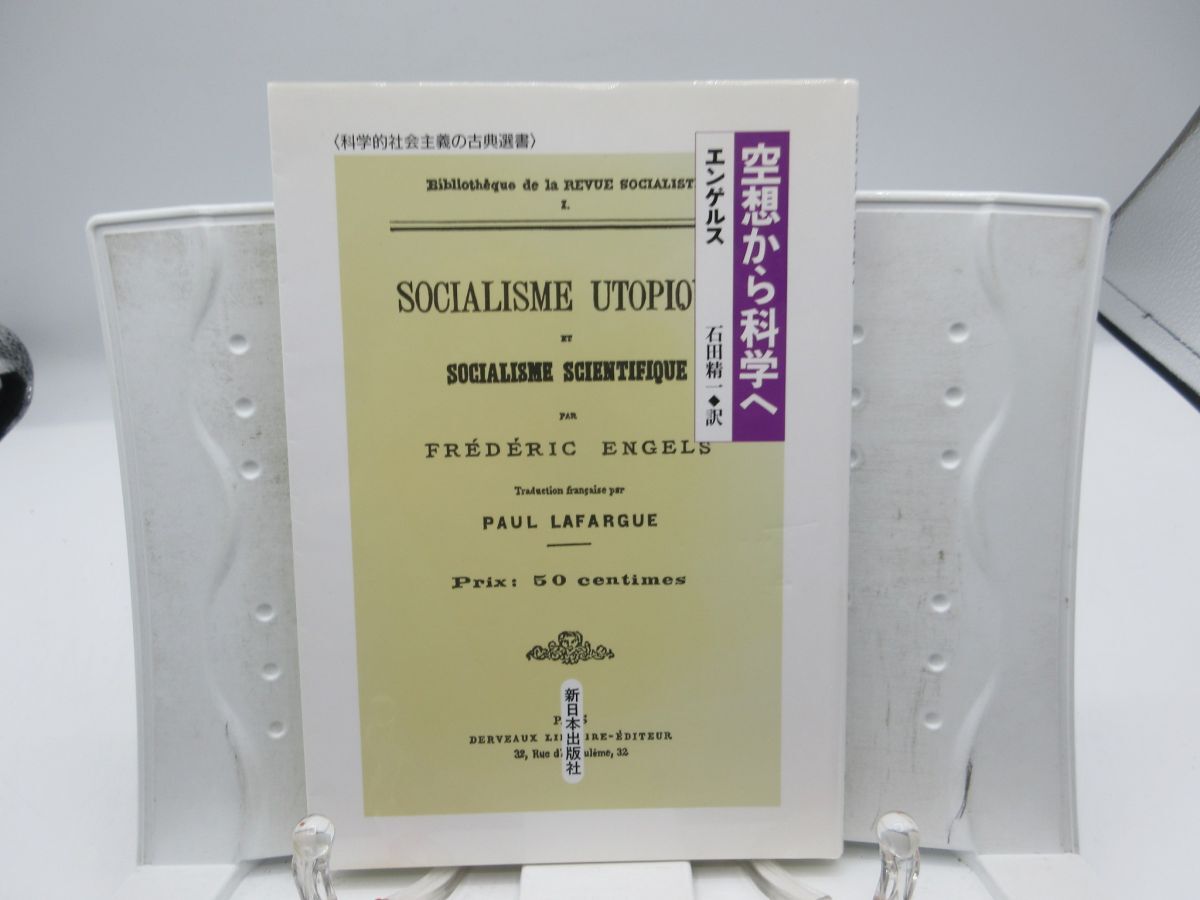 〈科学的社会主義の古典選書〉
空想から科学へ
エンゲルス
石田精一◆訳
Bibliothèque de la REVUE SOCIALIST
I.
SOCIALISME UTOPIQ
ET
SOCIALISME SCIENTIFIQUE
PAR
FRÉDÉRIC ENGELS
Traduction française par
PAUL LAFARGUE
Prix: 50 centimes
新日本出版社
P S
DERVEAUX LI IRE-ÉDITEUR
32, Rue d' ulême, 32